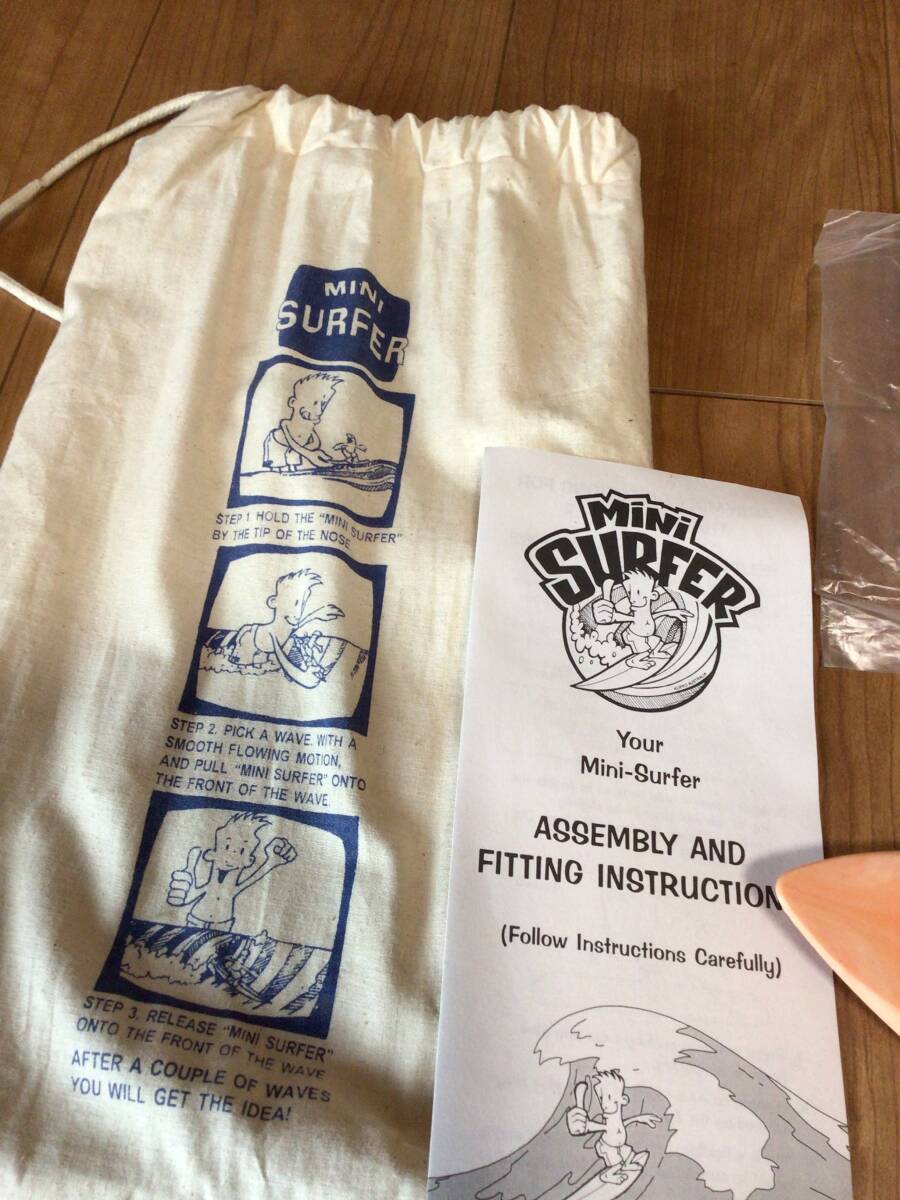 MINI
SURFER
STEP 1. HOLD THE "MINI SURFER"
BY THE TIP OF THE NOSE
STEP 2. PICK A WAVE. WITH A
SMOOTH FLOWING MOTION,
AND PULL "MINI SURFER" ONTO
THE FRONT OF THE WAVE.
STEP 3. RELEASE "MINI SURFER"
ONTO THE FRONT OF THE WAVE
AFTER A COUPLE OF WAVES
YOU WILL GET THE IDEA!
MINI
SURFER
Your
Mini-Surfer
ASSEMBLY AND
FITTING INSTRUCTION
(Follow Instructions Carefully)